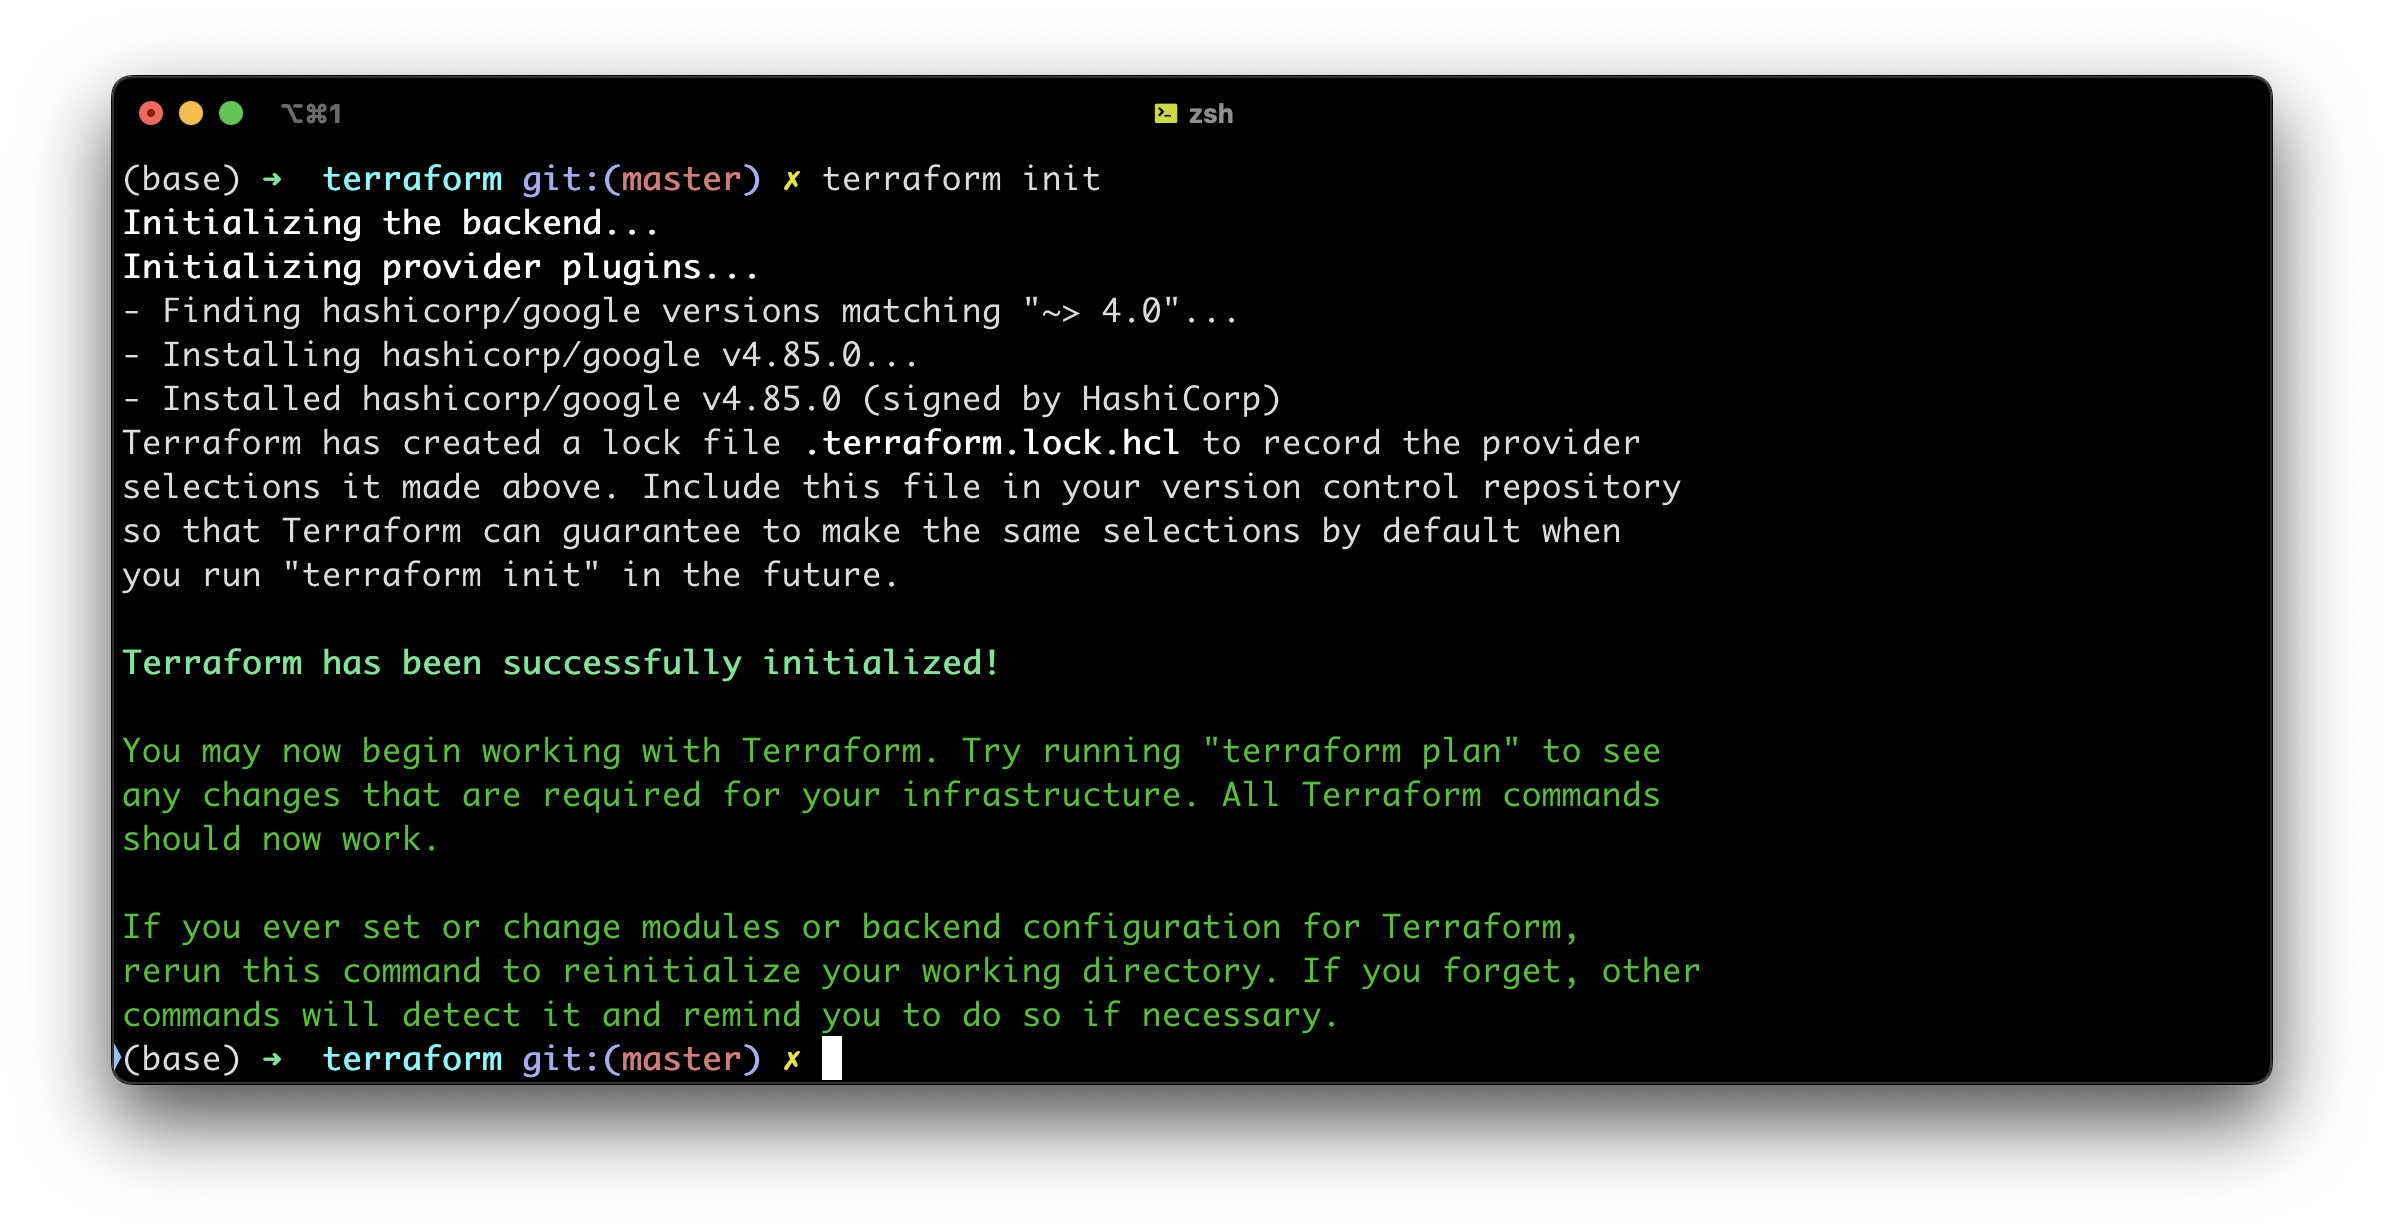 ⌥⌘1
zsh
(base) ➜  terraform git:(master) ✗ terraform init
Initializing the backend...
Initializing provider plugins...
- Finding hashicorp/google versions matching "~> 4.0"...
- Installing hashicorp/google v4.85.0...
- Installed hashicorp/google v4.85.0 (signed by HashiCorp)
Terraform has created a lock file .terraform.lock.hcl to record the provider
selections it made above. Include this file in your version control repository
so that Terraform can guarantee to make the same selections by default when
you run "terraform init" in the future.
Terraform has been successfully initialized!
You may now begin working with Terraform. Try running "terraform plan" to see
any changes that are required for your infrastructure. All Terraform commands
should now work.
If you ever set or change modules or backend configuration for Terraform,
rerun this command to reinitialize your working directory. If you forget, other
commands will detect it and remind you to do so if necessary.
(base) ➜  terraform git:(master) ✗